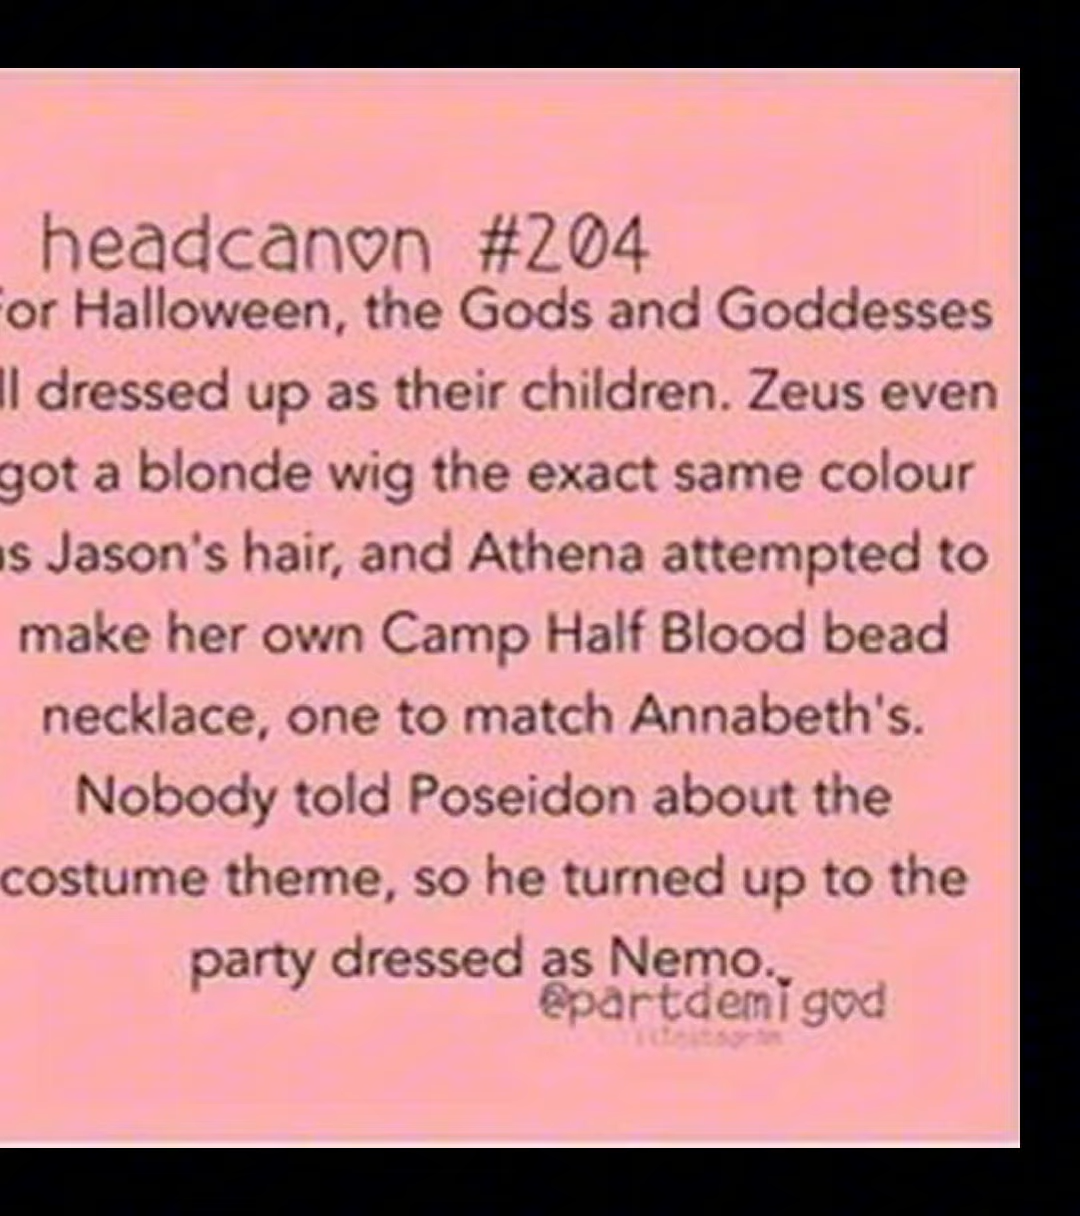 headcanon #204
For Halloween, the Gods and Goddesses
ll dressed up as their children. Zeus even
got a blonde wig the exact same colour
as Jason's hair, and Athena attempted to
make her own Camp Half Blood bead
necklace, one to match Annabeth's.
Nobody told Poseidon about the
costume theme, so he turned up to the
party dressed as Nemo.
@partdemigod
instagram